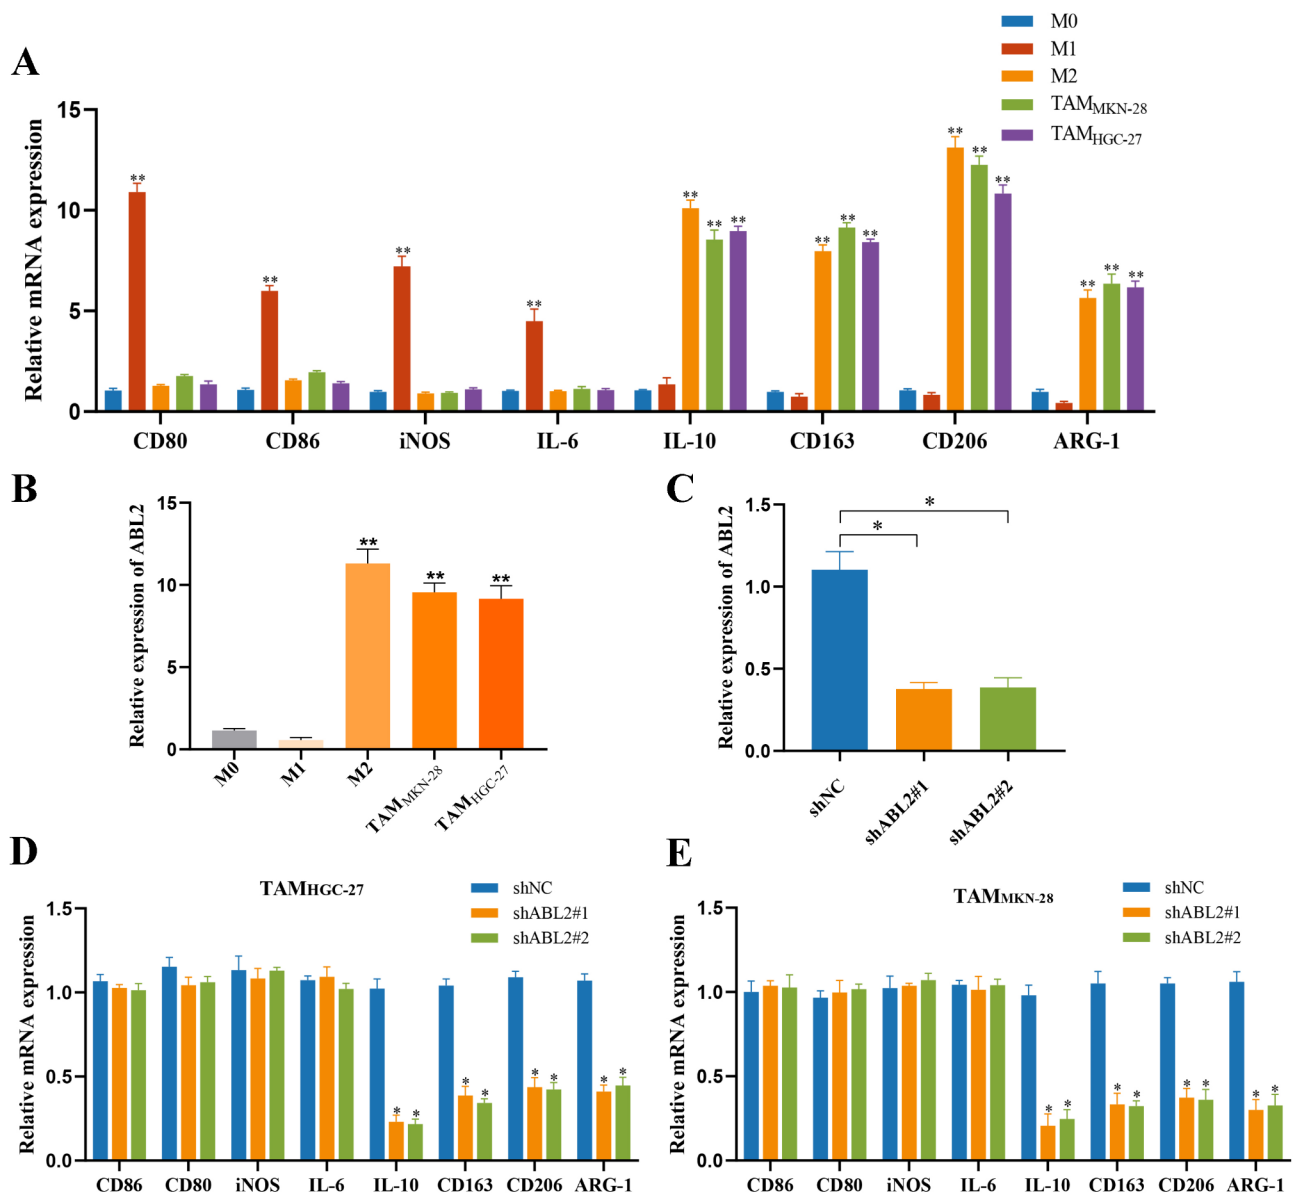 A
M0
M1
M2
TAMMKN-28
TAMHGC-27
Relative mRNA expression
15
10
5
0
** ** ** ** ** ** ** ** ** ** ** ** ** ** ** **
CD80 CD86 iNOS IL-6 IL-10 CD163 CD206 ARG-1
B
Relative expression of ABL2
15
10
5
0
** ** **
M0 M1 M2 TAMMKN-28 TAMHGC-27
C
Relative expression of ABL2
1.5
1.0
0.5
0.0
*
*
shNC shABL2#1 shABL2#2
D
TAMHGC-27
shNC
shABL2#1
shABL2#2
Relative mRNA expression
1.5
1.0
0.5
0.0
* * * * * * * *
CD86 CD80 iNOS IL-6 IL-10 CD163 CD206 ARG-1
E
TAMMKN-28
shNC
shABL2#1
shABL2#2
Relative mRNA expression
1.5
1.0
0.5
0.0
* * * * * * * *
CD86 CD80 iNOS IL-6 IL-10 CD163 CD206 ARG-1